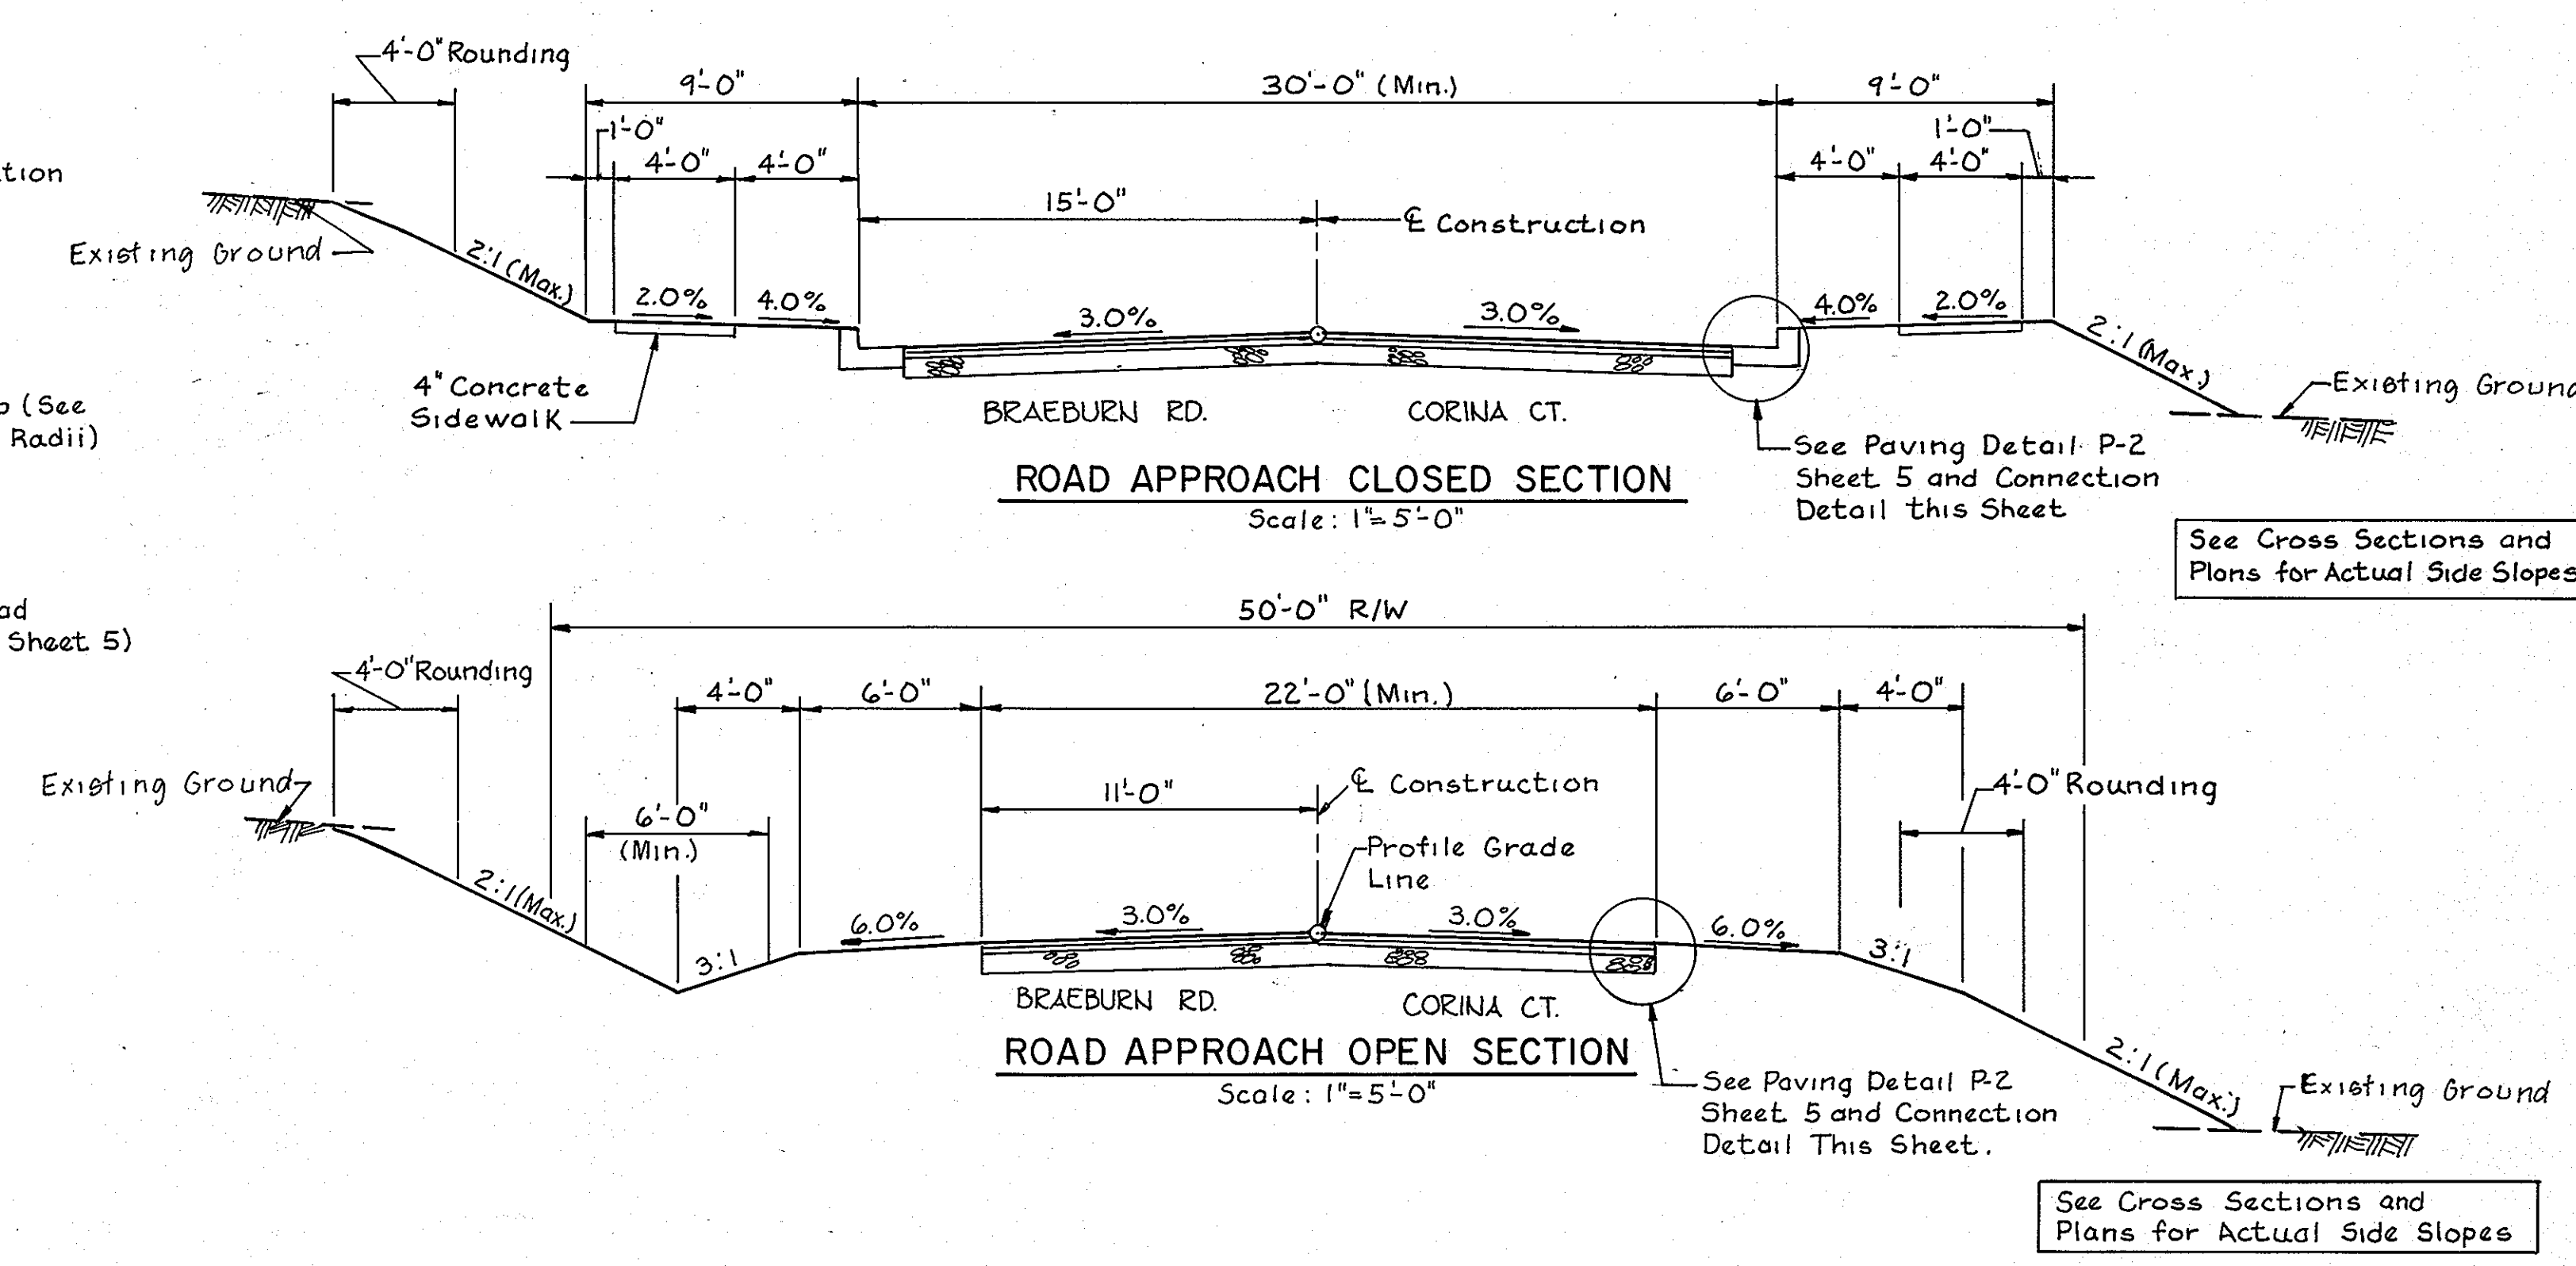 4'-0" Rounding
9'-0"
30'-0" (Min.)
9'-0"
1'-0"
1'-0"
4'-0"
4'-0"
4'-0"
4'-0"
tion
15'-0"
℄ Construction
Existing Ground
2:1 (Max.)
2.0%
4.0%
3.0%
3.0%
4.0%
2.0%
2:1 (Max.)
4" Concrete
Sidewalk
(See
Radii)
BRAEBURN RD.
CORINA CT.
Existing Ground
See Paving Detail P-2
Sheet 5 and Connection
Detail this Sheet
ROAD APPROACH CLOSED SECTION
Scale: 1"=5'-0"
See Cross Sections and
Plans for Actual Side Slopes
ad
Sheet 5)
50'-0" R/W
4'-0" Rounding
4'-0"
6'-0"
22'-0" (Min.)
6'-0"
4'-0"
Existing Ground
6'-0"
(Min.)
11'-0"
℄ Construction
4'-0" Rounding
Profile Grade
Line
2:1 (Max.)
3:1
6.0%
3.0%
3.0%
6.0%
3:1
BRAEBURN RD.
CORINA CT.
2:1 (Max.)
Existing Ground
ROAD APPROACH OPEN SECTION
Scale: 1"=5'-0"
See Paving Detail P-2
Sheet 5 and Connection
Detail This Sheet.
See Cross Sections and
Plans for Actual Side Slopes